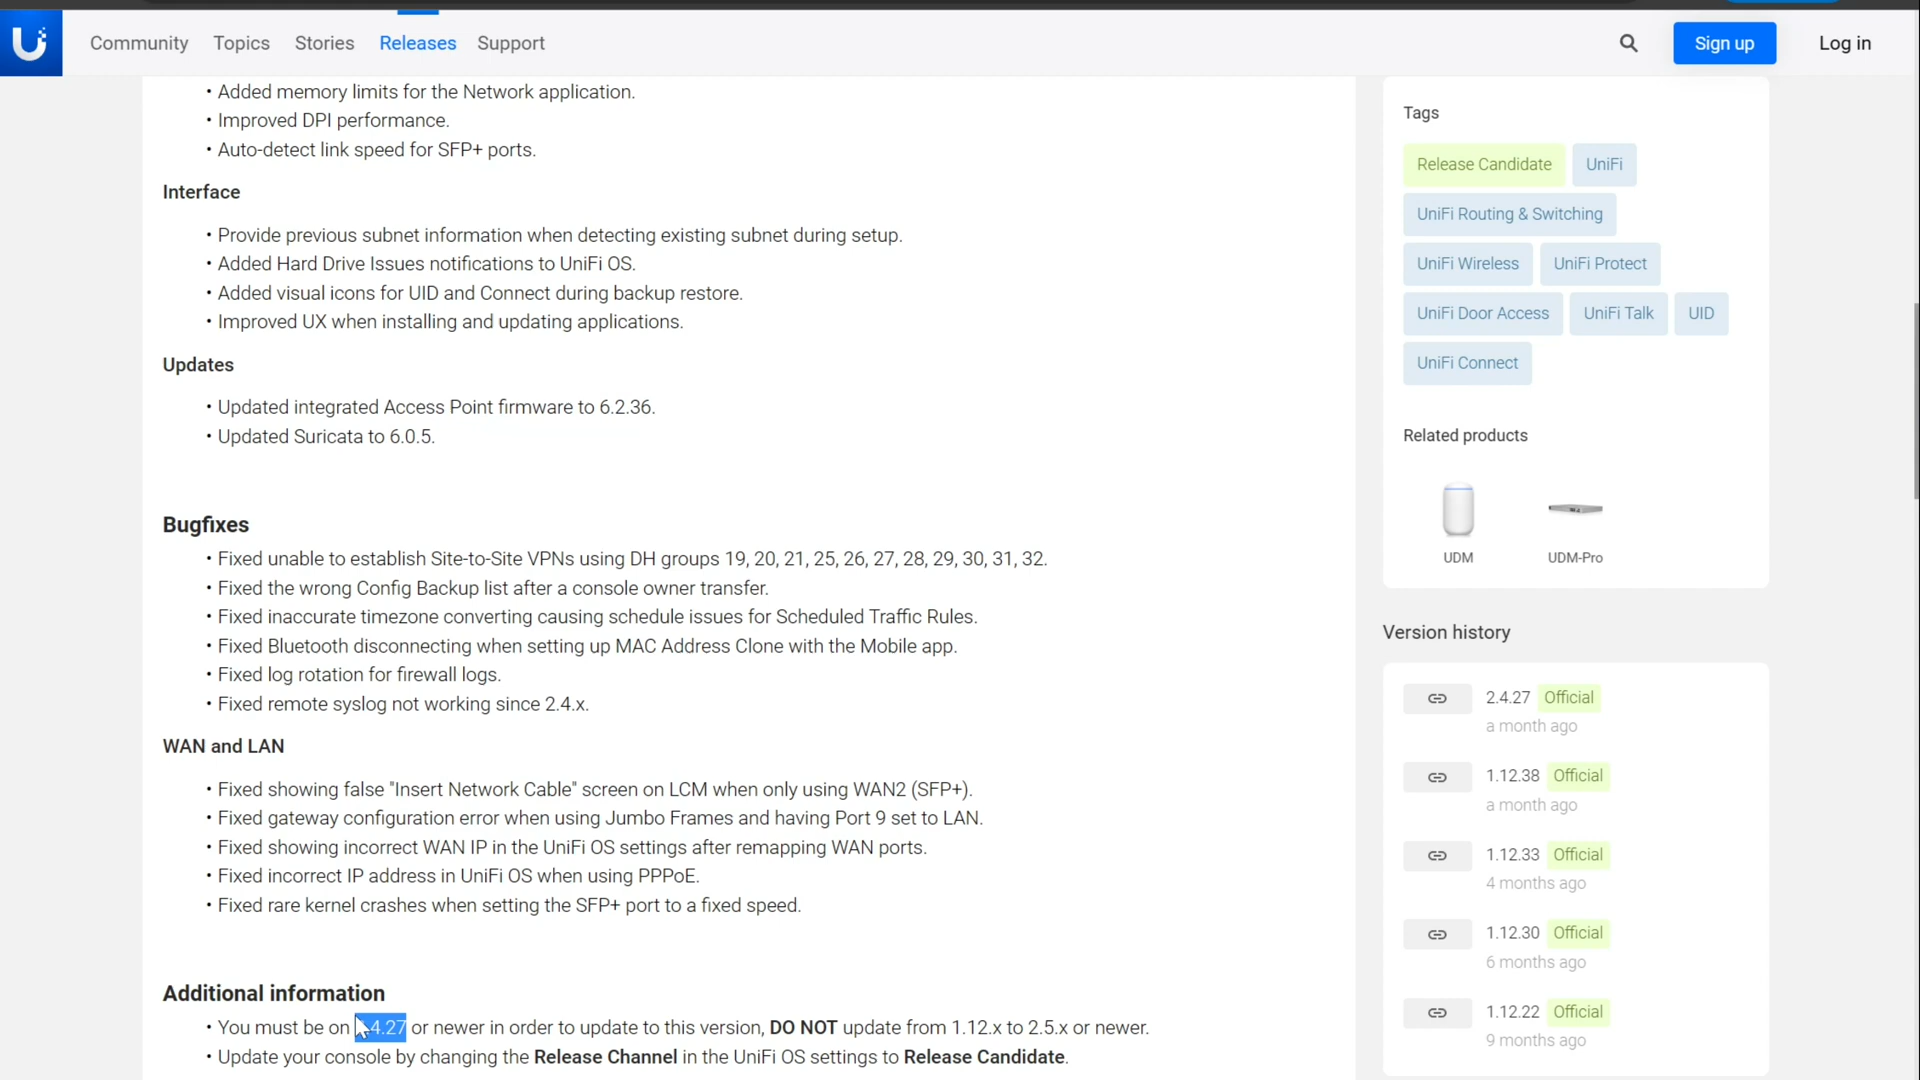 Community Topics Stories Releases Support
Sign up Log in
• Added memory limits for the Network application.
• Improved DPI performance.
• Auto-detect link speed for SFP+ ports.
Interface
• Provide previous subnet information when detecting existing subnet during setup.
• Added Hard Drive Issues notifications to UniFi OS.
• Added visual icons for UID and Connect during backup restore.
• Improved UX when installing and updating applications.
Updates
• Updated integrated Access Point firmware to 6.2.36.
• Updated Suricata to 6.0.5.
Bugfixes
• Fixed unable to establish Site-to-Site VPNs using DH groups 19, 20, 21, 25, 26, 27, 28, 29, 30, 31, 32.
• Fixed the wrong Config Backup list after a console owner transfer.
• Fixed inaccurate timezone converting causing schedule issues for Scheduled Traffic Rules.
• Fixed Bluetooth disconnecting when setting up MAC Address Clone with the Mobile app.
• Fixed log rotation for firewall logs.
• Fixed remote syslog not working since 2.4.x.
WAN and LAN
• Fixed showing false "Insert Network Cable" screen on LCM when only using WAN2 (SFP+).
• Fixed gateway configuration error when using Jumbo Frames and having Port 9 set to LAN.
• Fixed showing incorrect WAN IP in the UniFi OS settings after remapping WAN ports.
• Fixed incorrect IP address in UniFi OS when using PPPoE.
• Fixed rare kernel crashes when setting the SFP+ port to a fixed speed.
Additional information
• You must be on .4.27 or newer in order to update to this version, DO NOT update from 1.12.x to 2.5.x or newer.
• Update your console by changing the Release Channel in the UniFi OS settings to Release Candidate.
Tags
Release Candidate UniFi
UniFi Routing & Switching
UniFi Wireless UniFi Protect
UniFi Door Access UniFi Talk UID
UniFi Connect
Related products
UDM UDM-Pro
Version history
2.4.27 Official
a month ago
1.12.38 Official
a month ago
1.12.33 Official
4 months ago
1.12.30 Official
6 months ago
1.12.22 Official
9 months ago